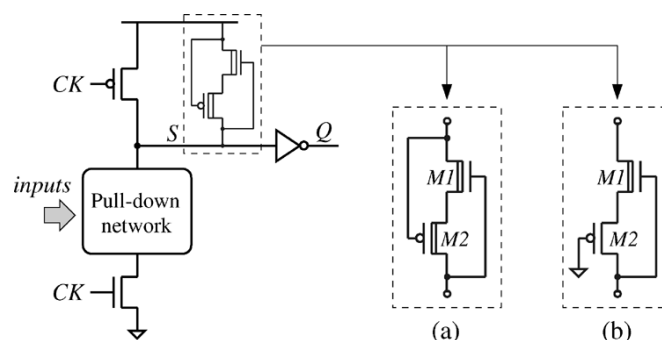 CK
S
Q
inputs
Pull-down
network
CK
M1
M2
(a)
M1
M2
(b)